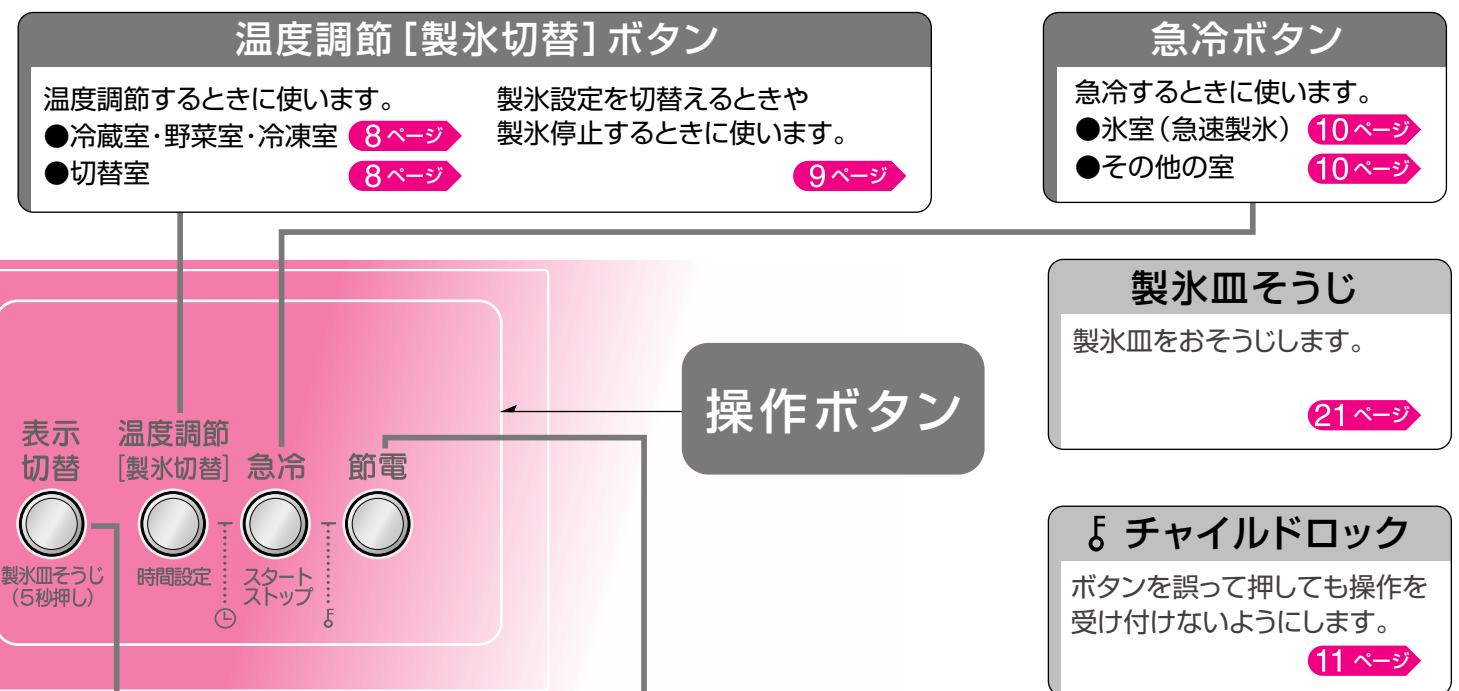 温度調節[製氷切替]ボタン
温度調節するときに使います。
●冷蔵室・野菜室・冷凍室 8ページ
●切替室 8ページ
製氷設定を切替えるときや
製氷停止するときに使います。
9ページ
急冷ボタン
急冷するときに使います。
●氷室(急速製氷) 10ページ
●その他の室 10ページ
製氷皿そうじ
製氷皿をおそうじします。
21ページ
操作ボタン
表示
切替
温度調節
[製氷切替]
急冷
節電
製氷皿そうじ
(5秒押し)
時間設定
スタート
ストップ
チャイルドロック
ボタンを誤って押しても操作を
受け付けないようにします。
11ページ